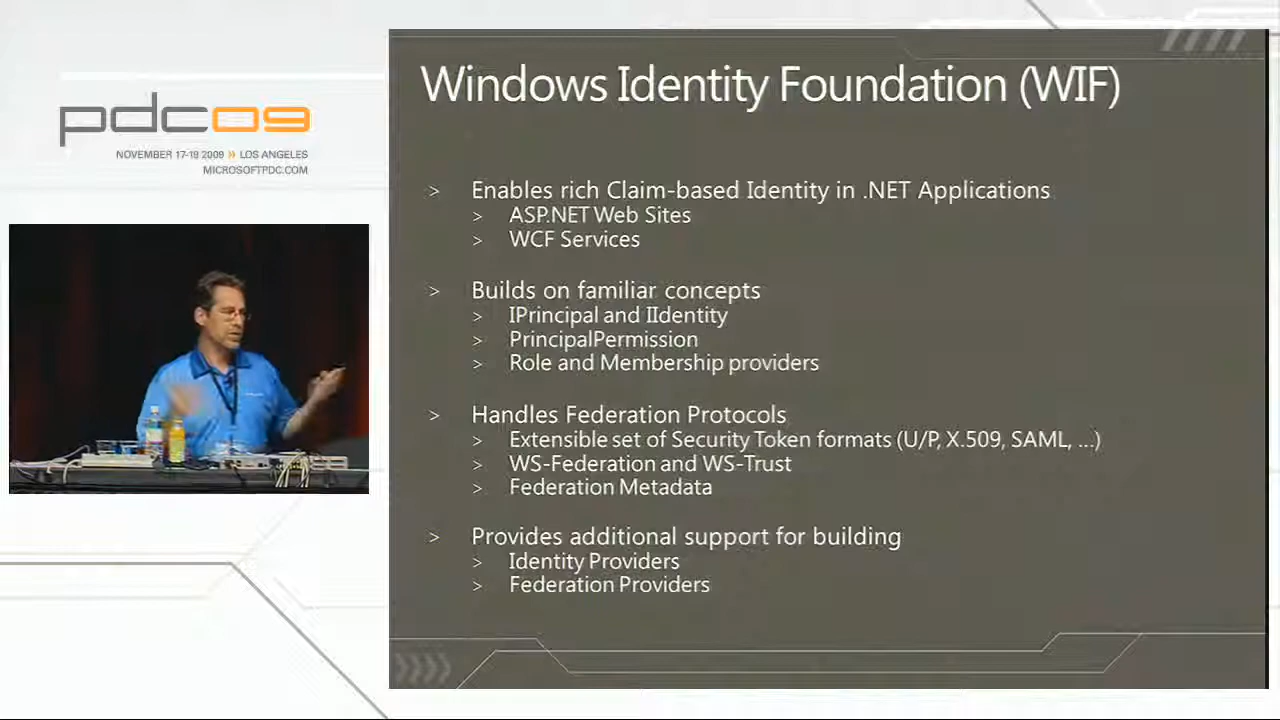 pdc09
NOVEMBER 17-19 2009 » LOS ANGELES
MICROSOFTPDC.COM
Windows Identity Foundation (WIF)
> Enables rich Claim-based Identity in .NET Applications
> ASP.NET Web Sites
> WCF Services
> Builds on familiar concepts
> IPrincipal and IIdentity
> PrincipalPermission
> Role and Membership providers
> Handles Federation Protocols
> Extensible set of Security Token formats (U/P, X.509, SAML, ...)
> WS-Federation and WS-Trust
> Federation Metadata
> Provides additional support for building
> Identity Providers
> Federation Providers